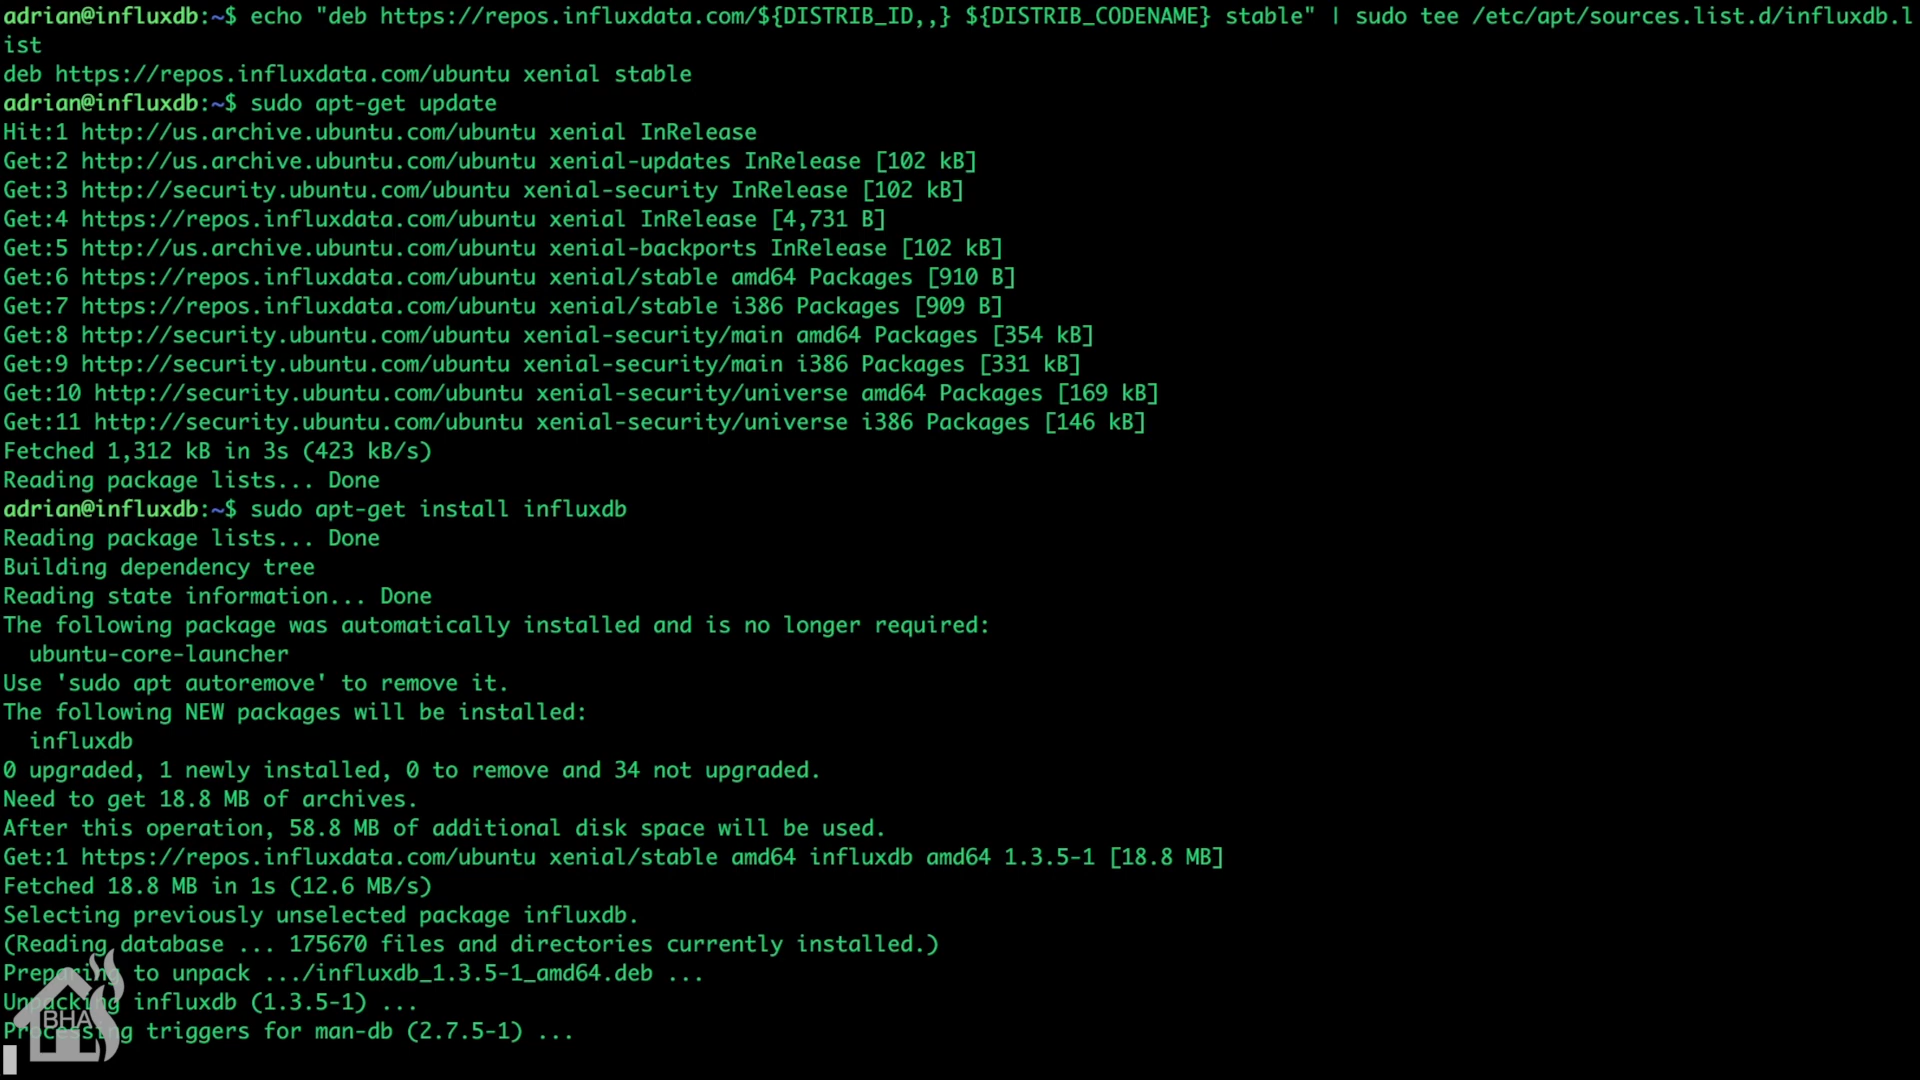 adrian@influxdb:~$ echo "deb https://repos.influxdata.com/${DISTRIB_ID,,} ${DISTRIB_CODENAME} stable" | sudo tee /etc/apt/sources.list.d/influxdb.l
ist
deb https://repos.influxdata.com/ubuntu xenial stable
adrian@influxdb:~$ sudo apt-get update
Hit:1 http://us.archive.ubuntu.com/ubuntu xenial InRelease
Get:2 http://us.archive.ubuntu.com/ubuntu xenial-updates InRelease [102 kB]
Get:3 http://security.ubuntu.com/ubuntu xenial-security InRelease [102 kB]
Get:4 https://repos.influxdata.com/ubuntu xenial InRelease [4,731 B]
Get:5 http://us.archive.ubuntu.com/ubuntu xenial-backports InRelease [102 kB]
Get:6 https://repos.influxdata.com/ubuntu xenial/stable amd64 Packages [910 B]
Get:7 https://repos.influxdata.com/ubuntu xenial/stable i386 Packages [909 B]
Get:8 http://security.ubuntu.com/ubuntu xenial-security/main amd64 Packages [354 kB]
Get:9 http://security.ubuntu.com/ubuntu xenial-security/main i386 Packages [331 kB]
Get:10 http://security.ubuntu.com/ubuntu xenial-security/universe amd64 Packages [169 kB]
Get:11 http://security.ubuntu.com/ubuntu xenial-security/universe i386 Packages [146 kB]
Fetched 1,312 kB in 3s (423 kB/s)
Reading package lists... Done
adrian@influxdb:~$ sudo apt-get install influxdb
Reading package lists... Done
Building dependency tree
Reading state information... Done
The following package was automatically installed and is no longer required:
  ubuntu-core-launcher
Use 'sudo apt autoremove' to remove it.
The following NEW packages will be installed:
  influxdb
0 upgraded, 1 newly installed, 0 to remove and 34 not upgraded.
Need to get 18.8 MB of archives.
After this operation, 58.8 MB of additional disk space will be used.
Get:1 https://repos.influxdata.com/ubuntu xenial/stable amd64 influxdb amd64 1.3.5-1 [18.8 MB]
Fetched 18.8 MB in 1s (12.6 MB/s)
Selecting previously unselected package influxdb.
(Reading database ... 175670 files and directories currently installed.)
Preparing to unpack .../influxdb_1.3.5-1_amd64.deb ...
Unpacking influxdb (1.3.5-1) ...
BHA
Processing triggers for man-db (2.7.5-1) ...